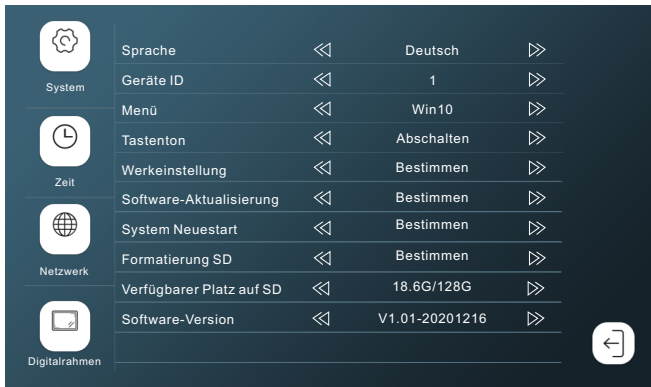 System
Zeit
Netzwerk
Digitalrahmen
Sprache Deutsch
Geräte ID 1
Menü Win10
Tastenton Abschalten
Werkeinstellung Bestimmen
Software-Aktualisierung Bestimmen
System Neuestart Bestimmen
Formatierung SD Bestimmen
Verfügbarer Platz auf SD 18.6G/128G
Software-Version V1.01-20201216